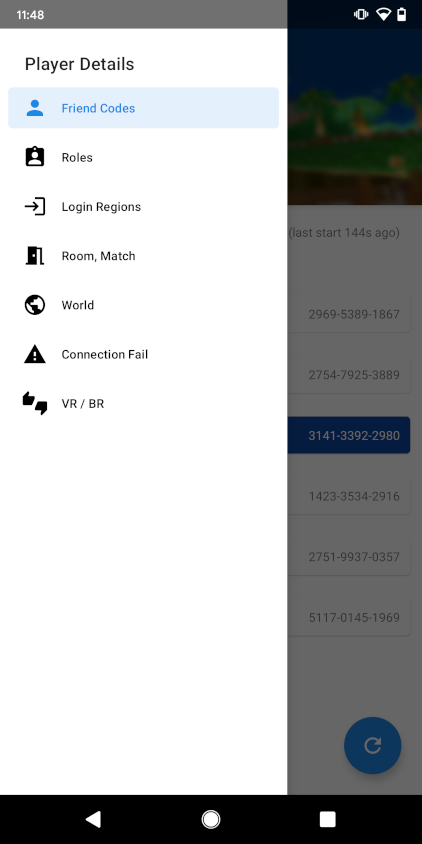 11:48
Player Details
Friend Codes
Roles
Login Regions
(last start 144s ago)
Room, Match
World
2969-5389-1867
Connection Fail
2754-7925-3889
VR / BR
3141-3392-2980
1423-3534-2916
2751-9937-0357
5117-0145-1969